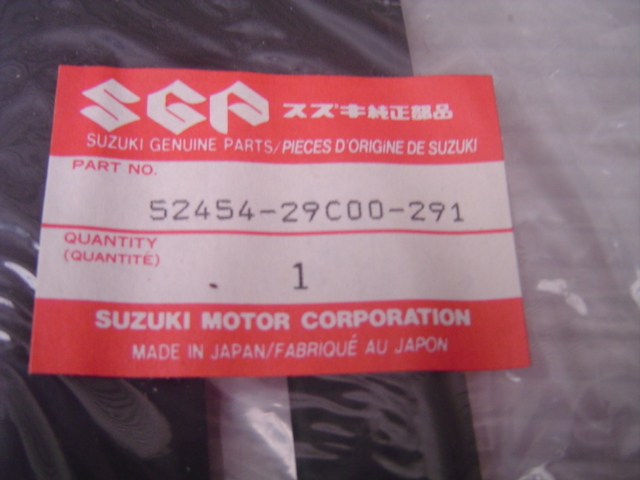 SGP スズキ純正部品
SUZUKI GENUINE PARTS/PIECES D'ORIGINE DE SUZUKI
PART NO.
52454-29C00-291
QUANTITY
(QUANTITÉ)
1
SUZUKI MOTOR CORPORATION
MADE IN JAPAN/FABRIQUÉ AU JAPON